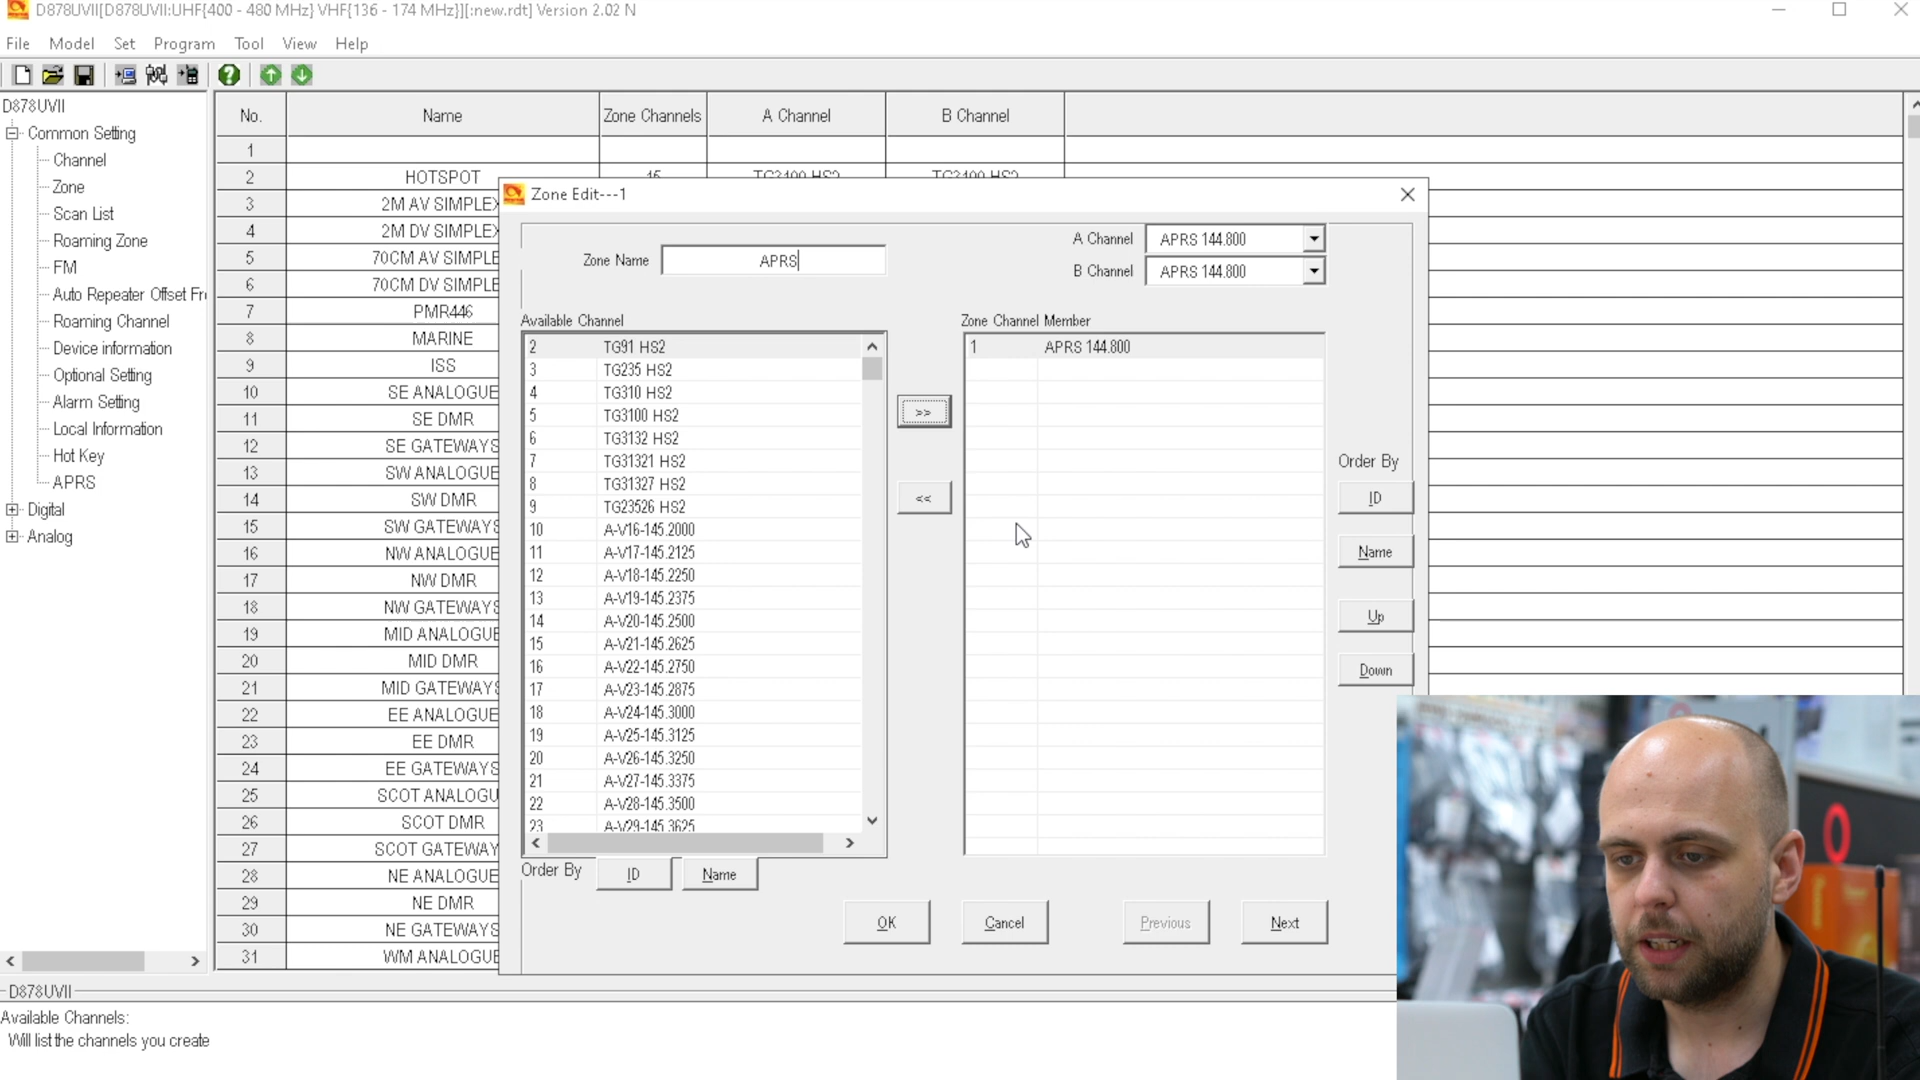 D878UVII[D878UVII:UHF{400 - 480 MHz} VHF{136 - 174 MHz}][:new.rdt] Version 2.02 N
File Model Set Program Tool View Help
D878UVII
Common Setting
Channel
Zone
Scan List
Roaming Zone
FM
Auto Repeater Offset Fr
Roaming Channel
Device information
Optional Setting
Alarm Setting
Local Information
Hot Key
APRS
Digital
Analog
No. Name Zone Channels A Channel B Channel
1
2 HOTSPOT 15 TG3100 HS2 TG3100 HS2
3 2M AV SIMPLEX
4 2M DV SIMPLEX
5 70CM AV SIMPLE
6 70CM DV SIMPLE
7 PMR446
8 MARINE
9 ISS
10 SE ANALOGUE
11 SE DMR
12 SE GATEWAYS
13 SW ANALOGUE
14 SW DMR
15 SW GATEWAYS
16 NW ANALOGUE
17 NW DMR
18 NW GATEWAYS
19 MID ANALOGUE
20 MID DMR
21 MID GATEWAYS
22 EE ANALOGUE
23 EE DMR
24 EE GATEWAYS
25 SCOT ANALOGU
26 SCOT DMR
27 SCOT GATEWAY
28 NE ANALOGUE
29 NE DMR
30 NE GATEWAYS
31 WM ANALOGUE
Zone Edit---1
Zone Name APRS
A Channel APRS 144.800
B Channel APRS 144.800
Available Channel
2 TG91 HS2
3 TG235 HS2
4 TG310 HS2
5 TG3100 HS2
6 TG3132 HS2
7 TG31321 HS2
8 TG31327 HS2
9 TG23526 HS2
10 A-V16-145.2000
11 A-V17-145.2125
12 A-V18-145.2250
13 A-V19-145.2375
14 A-V20-145.2500
15 A-V21-145.2625
16 A-V22-145.2750
17 A-V23-145.2875
18 A-V24-145.3000
19 A-V25-145.3125
20 A-V26-145.3250
21 A-V27-145.3375
22 A-V28-145.3500
23 A-V29-145.3625
Order By ID Name
>>
<<
Zone Channel Member
1 APRS 144.800
Order By
ID
Name
Up
Down
OK Cancel Previous Next
D878UVII
Available Channels:
Will list the channels you create